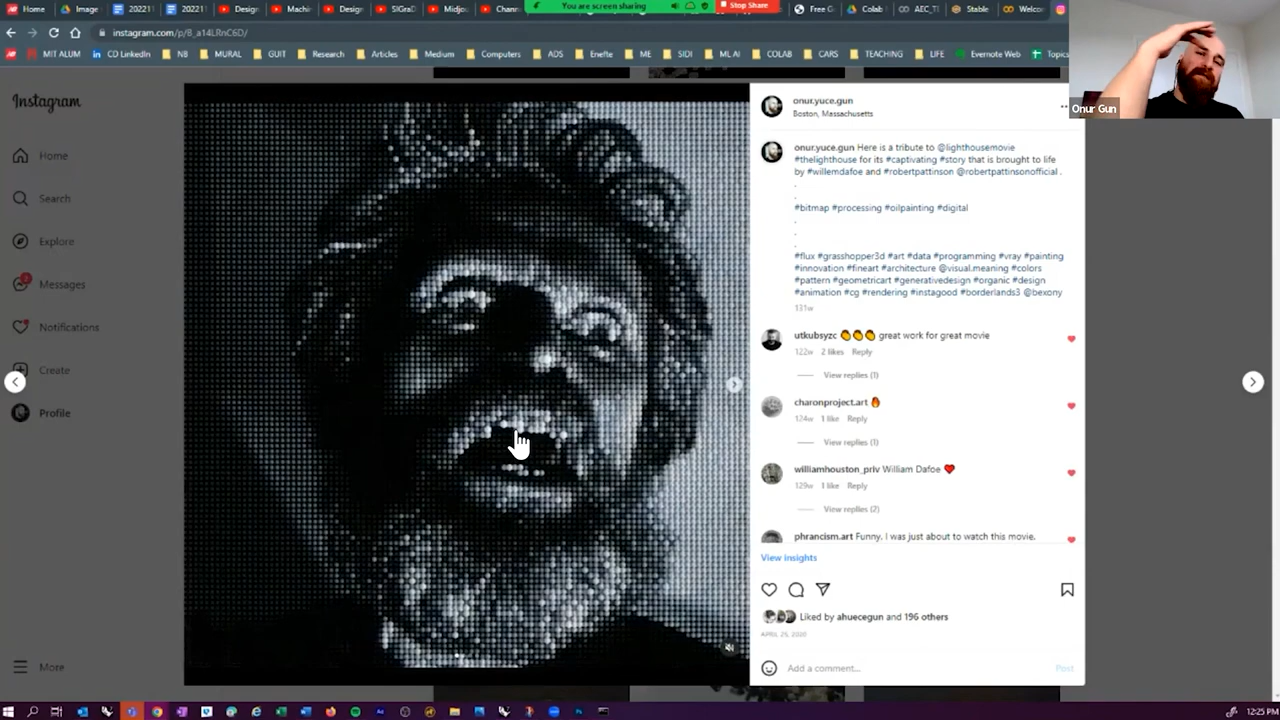 Home
Image
2022
2022
Design
Machi
Design
SIGraD
Midjo
Chann
You are screen sharing
Stop Share
Free G
Colab
AEC_T
Stable
Welco
instagram.com/p/B_a14LRnC6D/
MIT ALUM
CD LinkedIN
NB
MURAL
GUIT
Research
Articles
Medium
Computers
ADS
Enefte
ME
SIDI
ML AI
COLAB
CARS
TEACHING
LIFE
Evernote Web
Topics
Onur Gun
Instagram
Home
Search
Explore
Messages
Notifications
Create
Profile
More
onur.yuce.gun
Boston, Massachusetts
onur.yuce.gun Here is a tribute to @lighthousemovie
#thelighthouse for its #captivating #story that is brought to life
by #willemdafoe and #robertpattinson @robertpattinsonofficial .
.
.
#bitmap #processing #oilpainting #digital
.
.
.
#flux #grasshopper3d #art #data #programming #vray #painting
#innovation #fineart #architecture @visual.meaning #colors
#pattern #geometricart #generativedesign #organic #design
#animation #cg #rendering #instagood #borderlands3 @bexony
131w
utkubsyzc 👏👏👏 great work for great movie
122w 2 likes Reply
View replies (1)
charonproject.art 🔥
124w 1 like Reply
View replies (1)
williamhouston_priv William Dafoe ❤️
129w 1 like Reply
View replies (2)
phrancism.art Funny. I was just about to watch this movie.
View insights
Liked by ahuecegun and 196 others
APRIL 25, 2020
Add a comment...
Post
12:25 PM